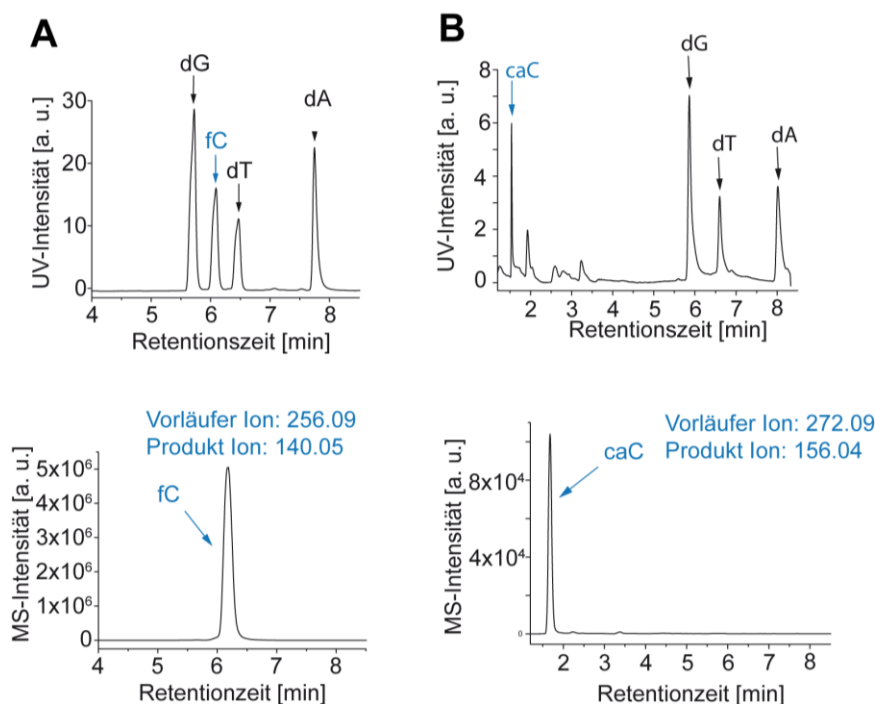 A
dG
fC
dT
dA
30
20
10
0
UV-Intensität [a. u.]
4 5 6 7 8
Retentionszeit [min]
B
caC
dG
dT
dA
8
6
4
2
0
UV-Intensität [a. u.]
2 3 4 5 6 7 8
Retentionszeit [min]
Vorläufer Ion: 256.09
Produkt Ion: 140.05
fC
5x10⁶
4x10⁶
3x10⁶
2x10⁶
1x10⁶
0
MS-Intensität [a. u.]
4 5 6 7 8
Retentionszeit [min]
Vorläufer Ion: 272.09
Produkt Ion: 156.04
caC
8x10⁴
4x10⁴
0
MS-Intensität [a. u.]
2 3 4 5 6 7 8
Retentionszeit [min]